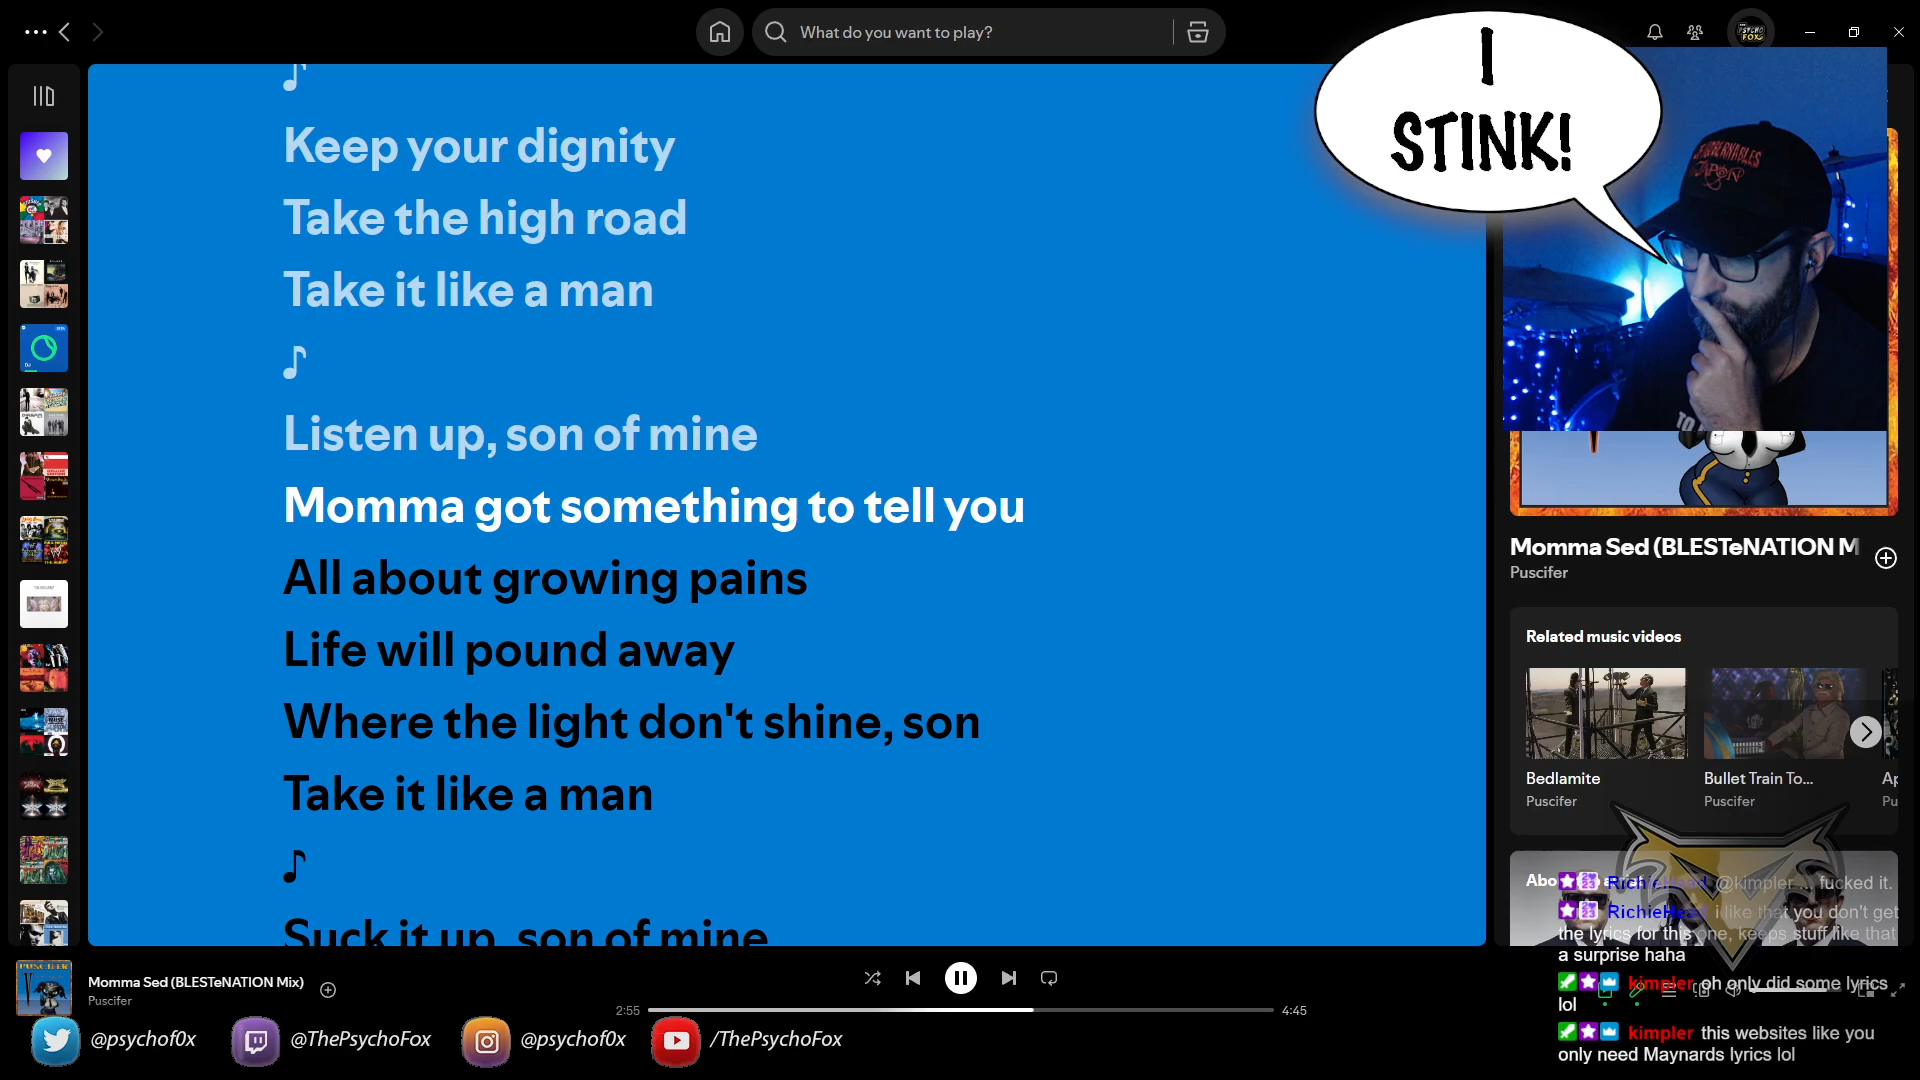 What do you want to play?
I
STINK!
♪
Keep your dignity
Take the high road
Take it like a man
♪
Listen up, son of mine
Momma got something to tell you
All about growing pains
Life will pound away
Where the light don't shine, son
Take it like a man
♪
Suck it up, son of mine
Momma Sed (BLESTeNATION M
Puscifer
Related music videos
Bedlamite
Puscifer
Bullet Train To...
Puscifer
Ap
Pu
RichieHead @kimpler ... fucked it.
RichieHead i like that you don't get
the lyrics for this one, keeps stuff like that
a surprise haha
kimpler oh only did some lyrics
lol
kimpler this websites like you
only need Maynards lyrics lol
PUSCIFER
Momma Sed (BLESTeNATION Mix)
Puscifer
2:55
4:45
@psychof0x
@ThePsychoFox
@psychof0x
/ThePsychoFox